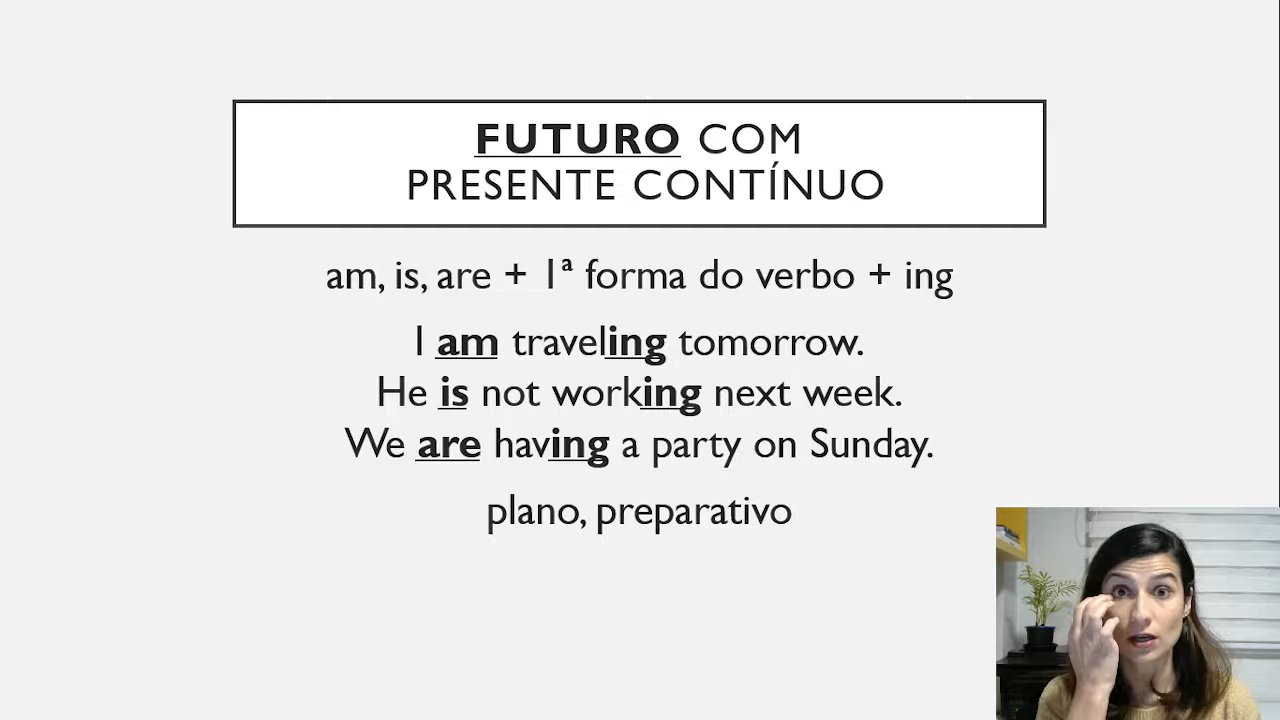 FUTURO COM
PRESENTE CONTÍNUO
am, is, are + 1ª forma do verbo + ing
I am traveling tomorrow.
He is not working next week.
We are having a party on Sunday.
plano, preparativo